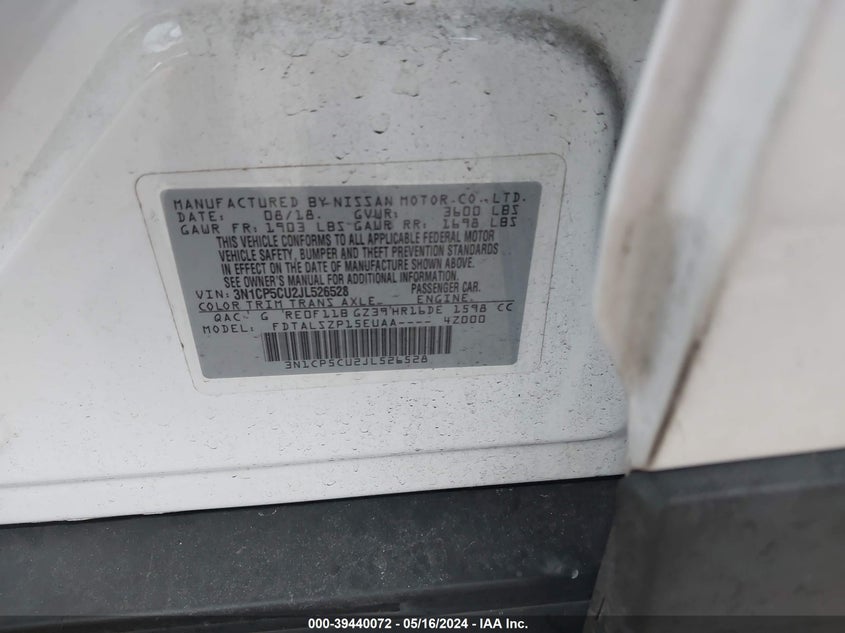 MANUFACTURED BY NISSAN MOTOR CO., LTD.
DATE: 08/18. GVWR: 3600 LBS
GAWR FR: 1903 LBS GAWR RR: 1698 LBS
THIS VEHICLE CONFORMS TO ALL APPLICABLE FEDERAL MOTOR
VEHICLE SAFETY, BUMPER AND THEFT PREVENTION STANDARDS
IN EFFECT ON THE DATE OF MANUFACTURE SHOWN ABOVE.
SEE OWNER'S MANUAL FOR ADDITIONAL INFORMATION.
VIN: 3N1CP5CU2JL526528 PASSENGER CAR.
COLOR TRIM TRANS AXLE ENGINE.
QAC G RE0F11B GZ39 HR16DE 1598 CC
MODEL: FDTALSZP15EUAA---- 4Z000
3N1CP5CU2JL526528
000-39440072 - 05/16/2024 - IAA Inc.